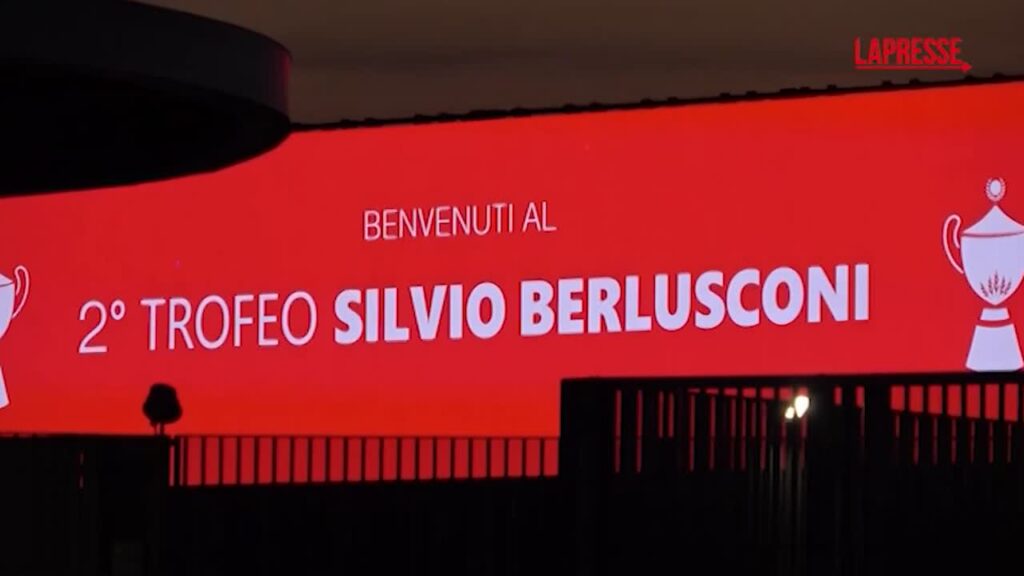 LAPRESSE
BENVENUTI AL
2° TROFEO SILVIO BERLUSCONI